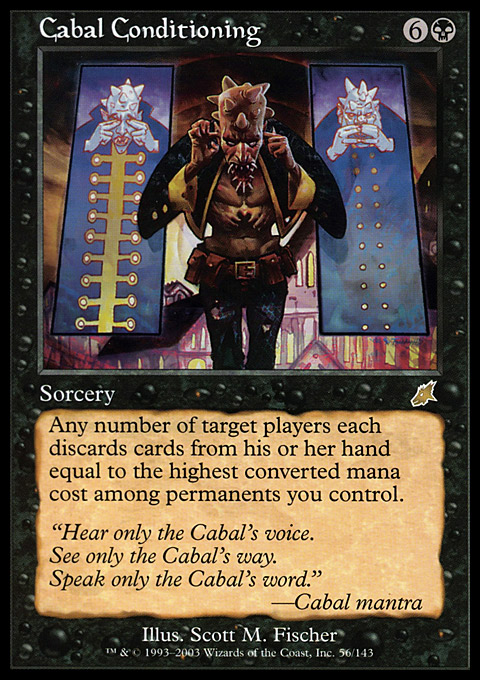 Cabal Conditioning 6
Sorcery
Any number of target players each
discards cards from his or her hand
equal to the highest converted mana
cost among permanents you control.
“Hear only the Cabal’s voice.
See only the Cabal’s way.
Speak only the Cabal’s word.”
—Cabal mantra
Illus. Scott M. Fischer
™ & © 1993–2003 Wizards of the Coast, Inc. 56/143